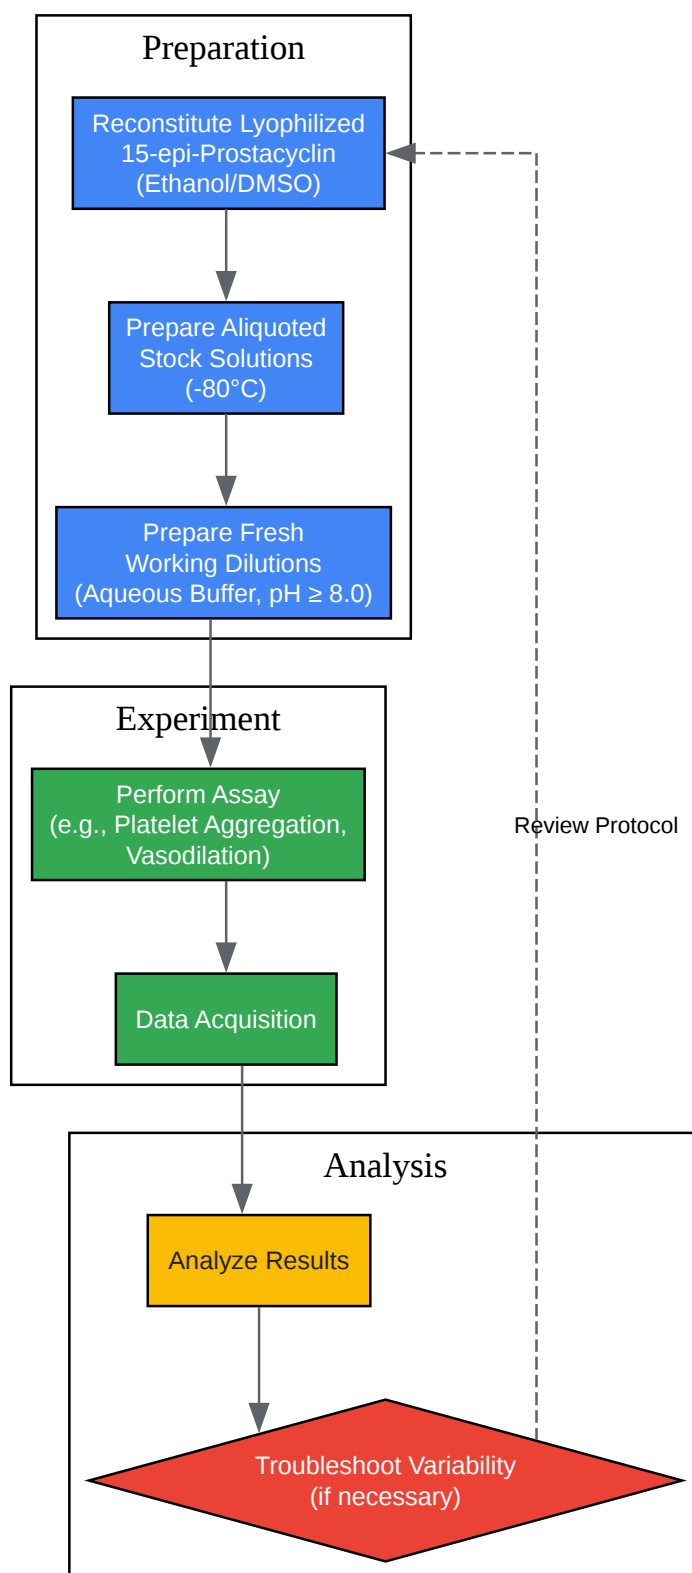 Preparation
Reconstitute Lyophilized
15-epi-Prostacyclin
(Ethanol/DMSO)
Prepare Aliquoted
Stock Solutions
(-80°C)
Prepare Fresh
Working Dilutions
(Aqueous Buffer, pH ≥ 8.0)
Experiment
Perform Assay
(e.g., Platelet Aggregation,
Vasodilation)
Review Protocol
Data Acquisition
Analysis
Analyze Results
Troubleshoot Variability
(if necessary)